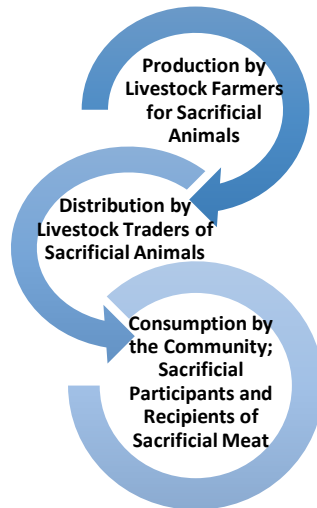 Production by
Livestock Farmers
for Sacrificial
Animals
Distribution by
Livestock Traders of
Sacrificial Animals
Consumption by
the Community;
Sacrificial
Participants and
Recipients of
Sacrificial Meat